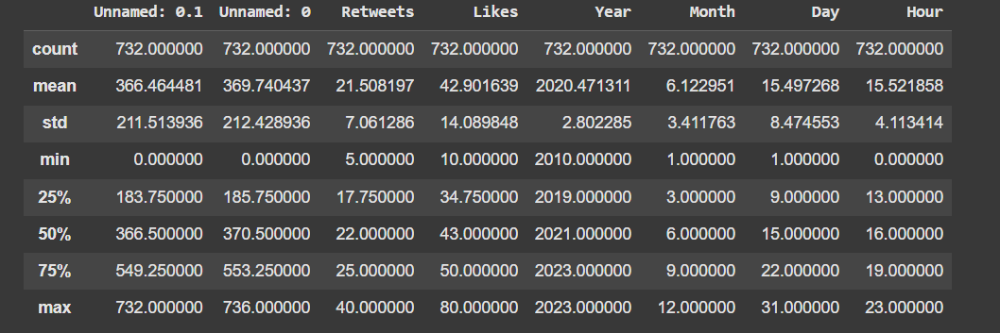 Unnamed: 0.1 Unnamed: 0 Retweets Likes Year Month Day Hour
count 732.000000 732.000000 732.000000 732.000000 732.000000 732.000000 732.000000 732.000000
mean 366.464481 369.740437 21.508197 42.901639 2020.471311 6.122951 15.497268 15.521858
std 211.513936 212.428936 7.061286 14.089848 2.802285 3.411763 8.474553 4.113414
min 0.000000 0.000000 5.000000 10.000000 2010.000000 1.000000 1.000000 0.000000
25% 183.750000 185.750000 17.750000 34.750000 2019.000000 3.000000 9.000000 13.000000
50% 366.500000 370.500000 22.000000 43.000000 2021.000000 6.000000 15.000000 16.000000
75% 549.250000 553.250000 25.000000 50.000000 2023.000000 9.000000 22.000000 19.000000
max 732.000000 736.000000 40.000000 80.000000 2023.000000 12.000000 31.000000 23.000000